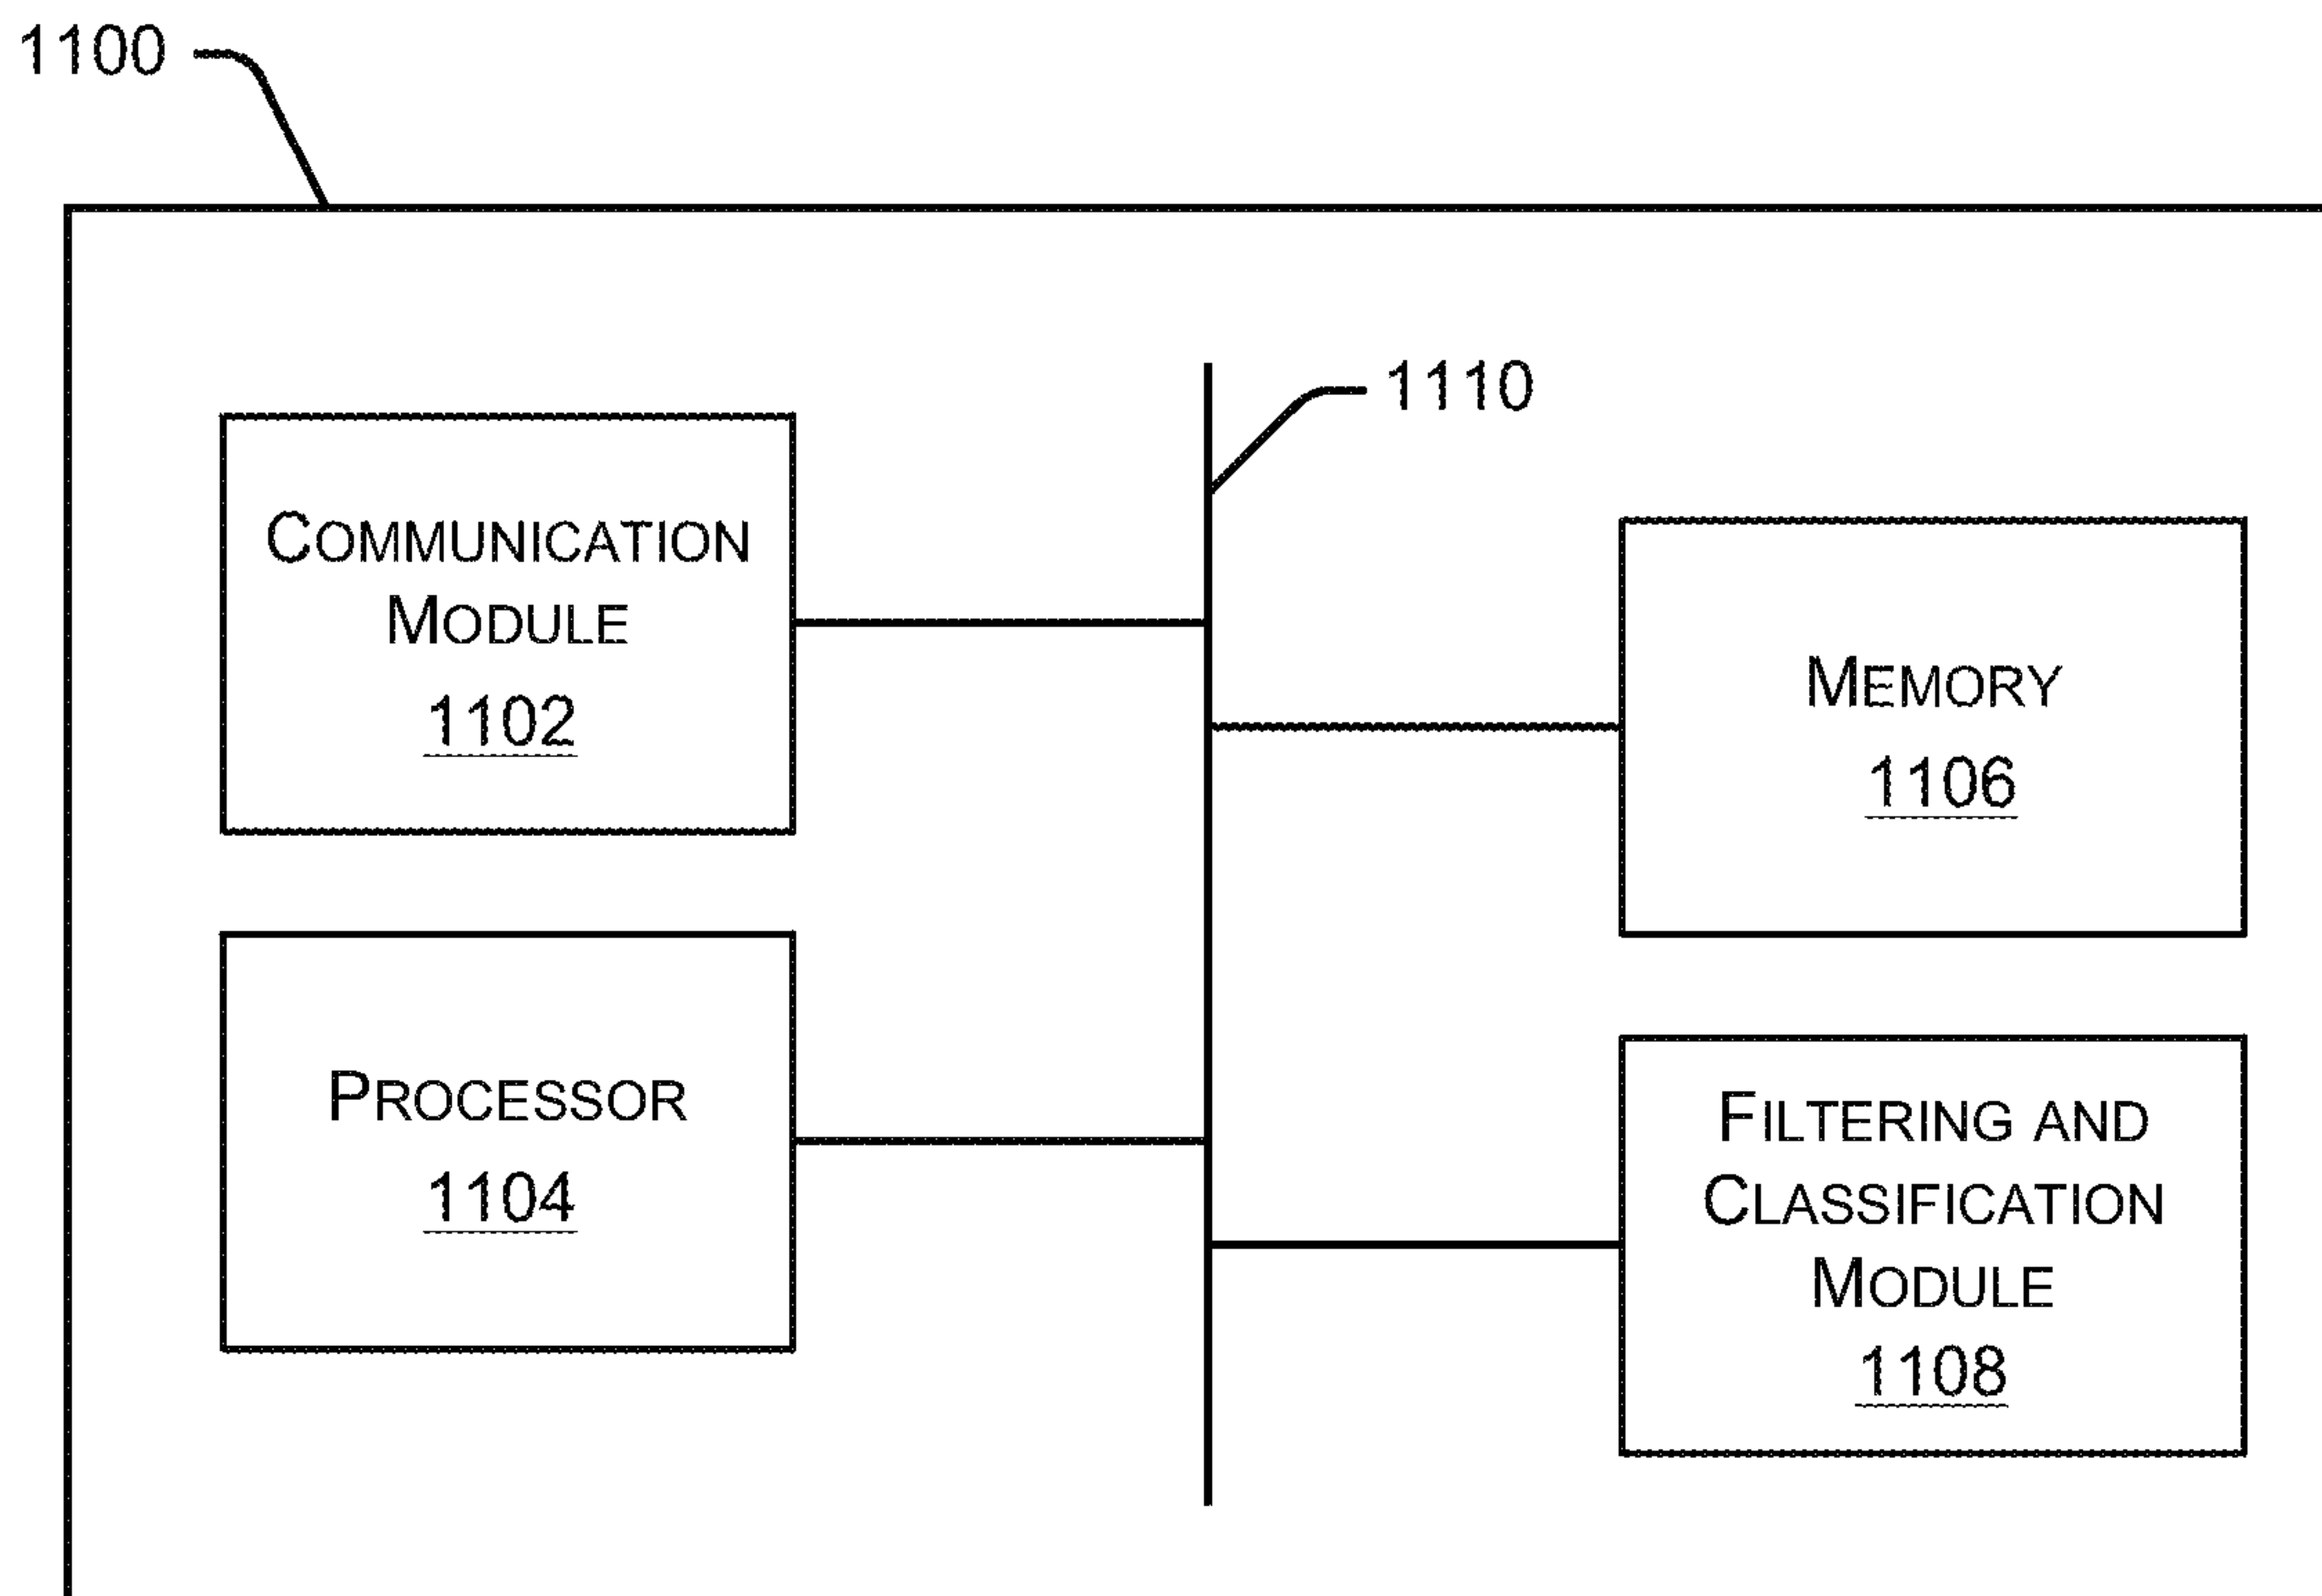 1100
1110
COMMUNICATION
MODULE
1102
MEMORY
1106
PROCESSOR
1104
FILTERING AND
CLASSIFICATION
MODULE
1108